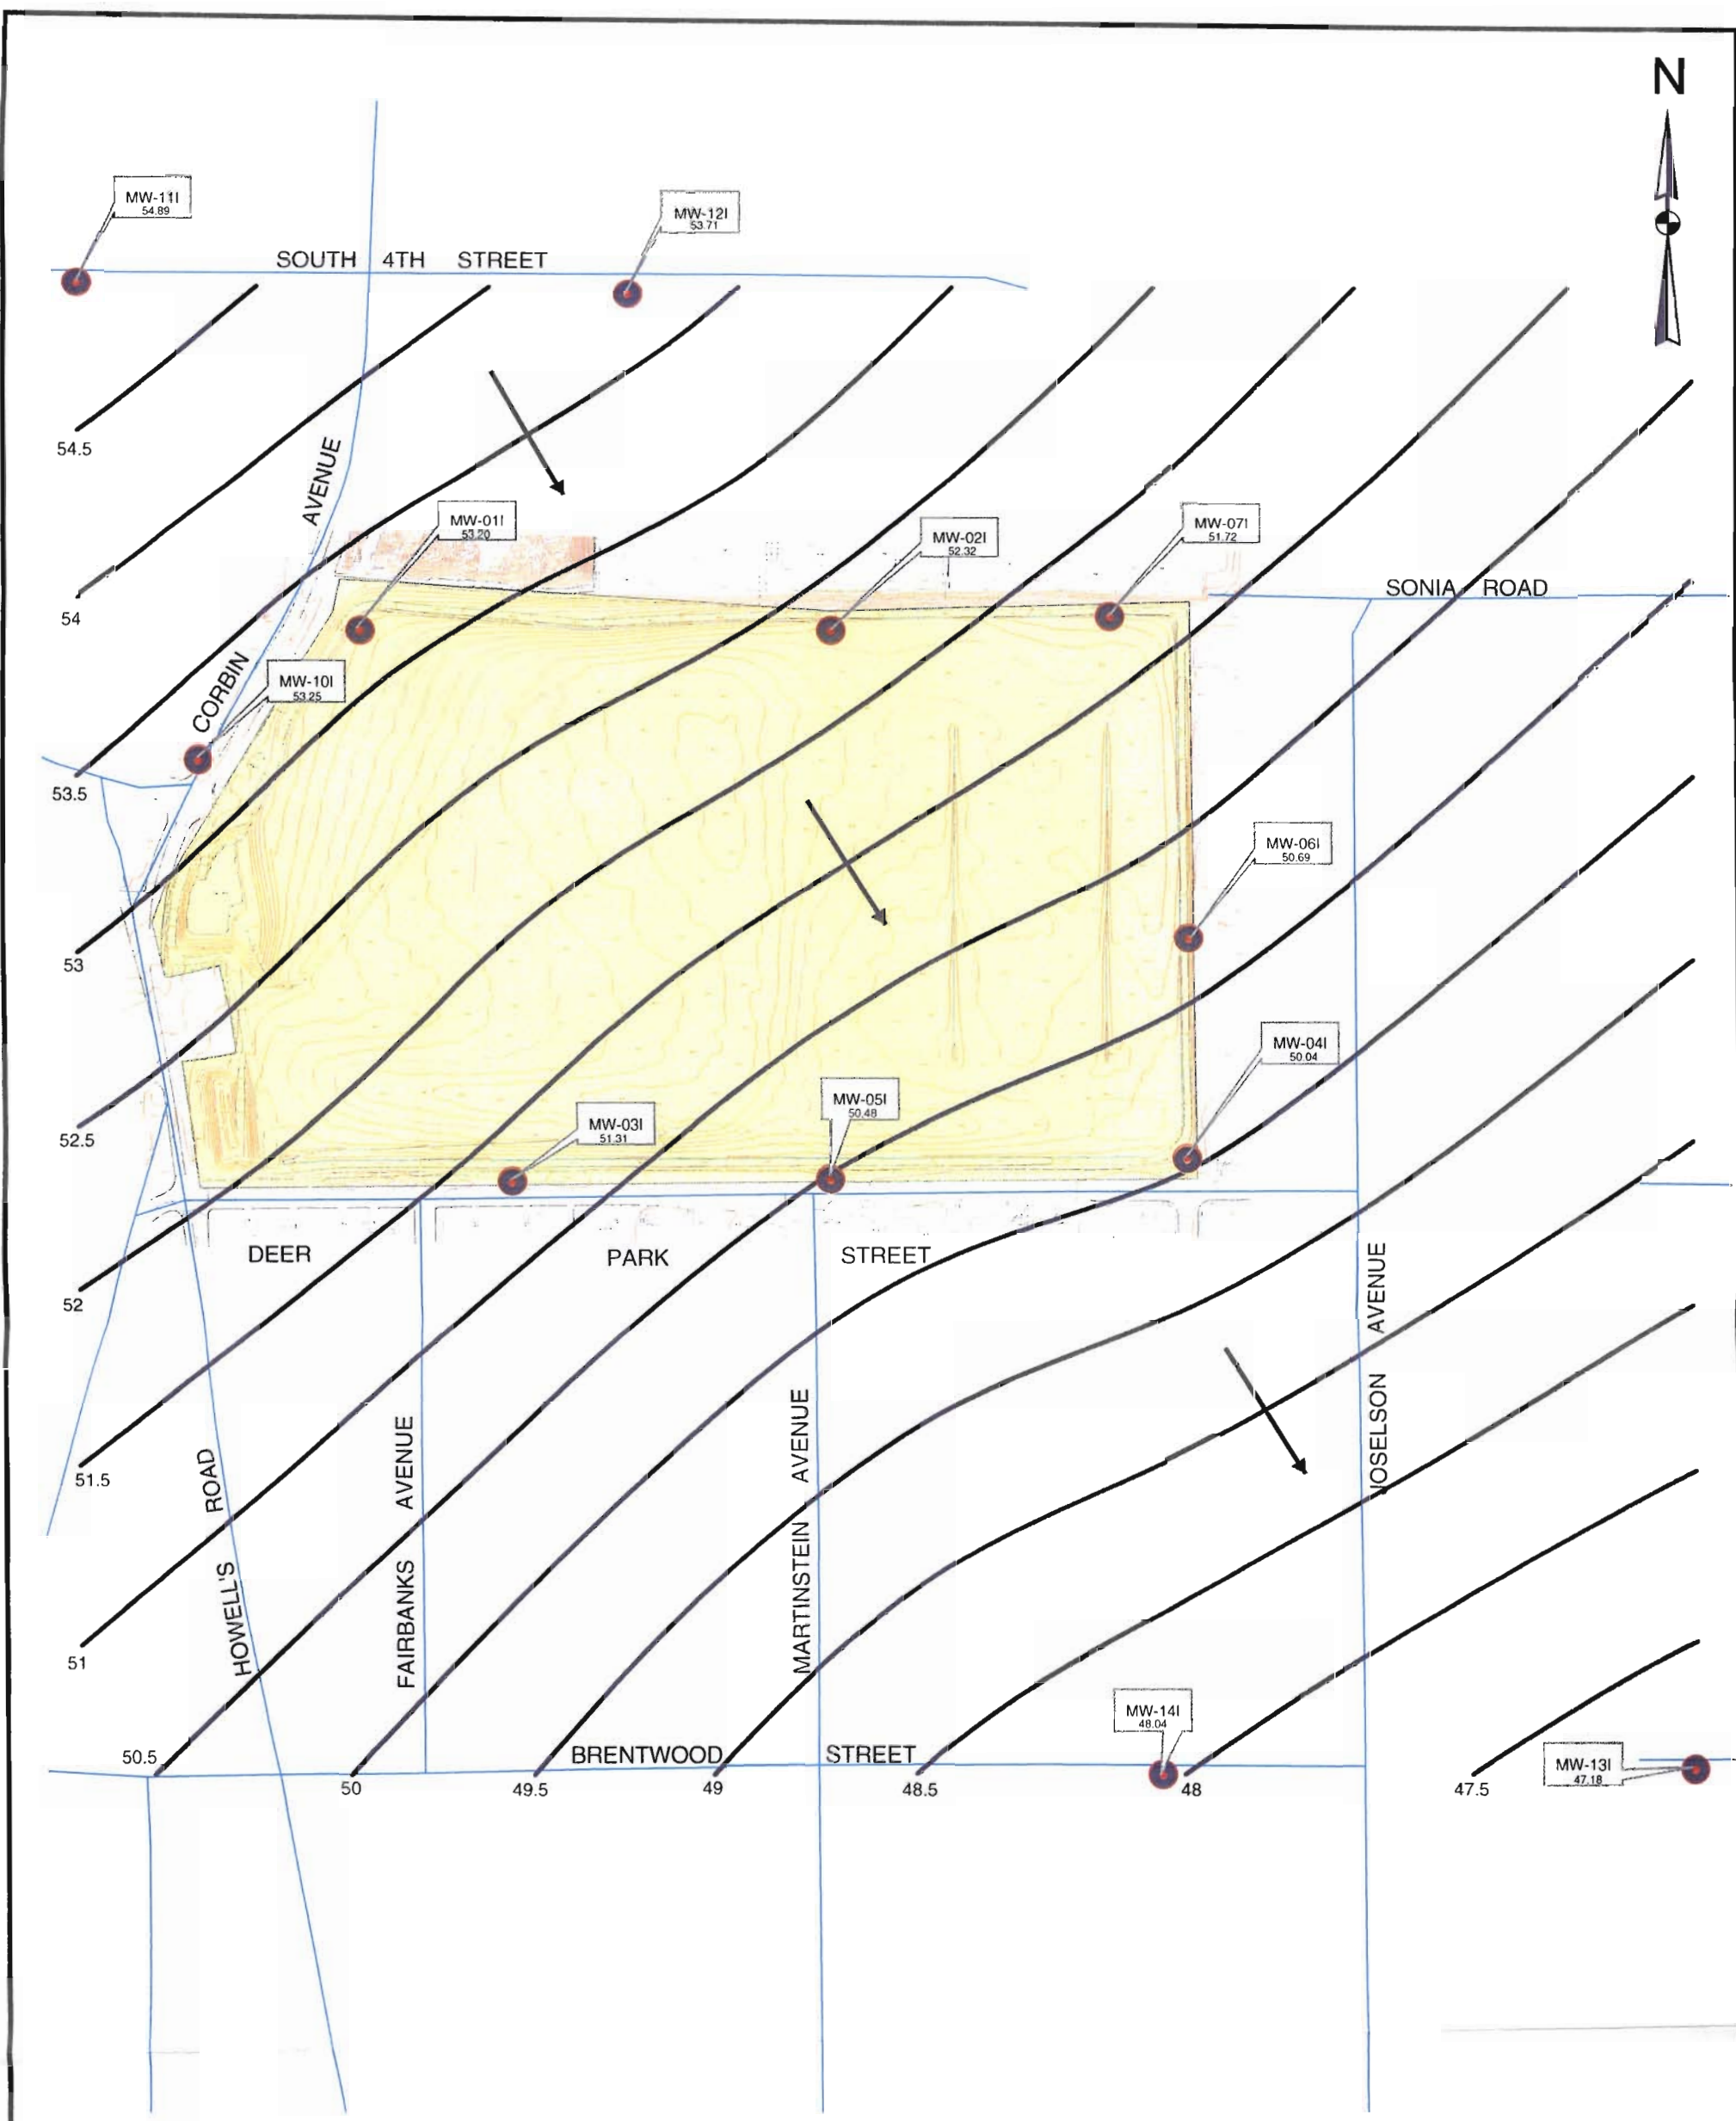 N
MW-11I
54.89
MW-12I
53.71
SOUTH 4TH STREET
54.5
CORBIN AVENUE
MW-01I
53.20
MW-02I
52.32
MW-07I
51.72
SONIA ROAD
54
MW-10I
53.25
53.5
MW-06I
50.69
53
MW-04I
50.04
MW-05I
50.48
MW-03I
51.31
52.5
DEER PARK STREET
52
JOSELSON AVENUE
51.5
HOWELL'S ROAD
FAIRBANKS AVENUE
MARTINSTEIN AVENUE
51
MW-14I
48.04
50.5
BRENTWOOD STREET
MW-13I
47.18
50
49.5
49
48.5
48
47.5